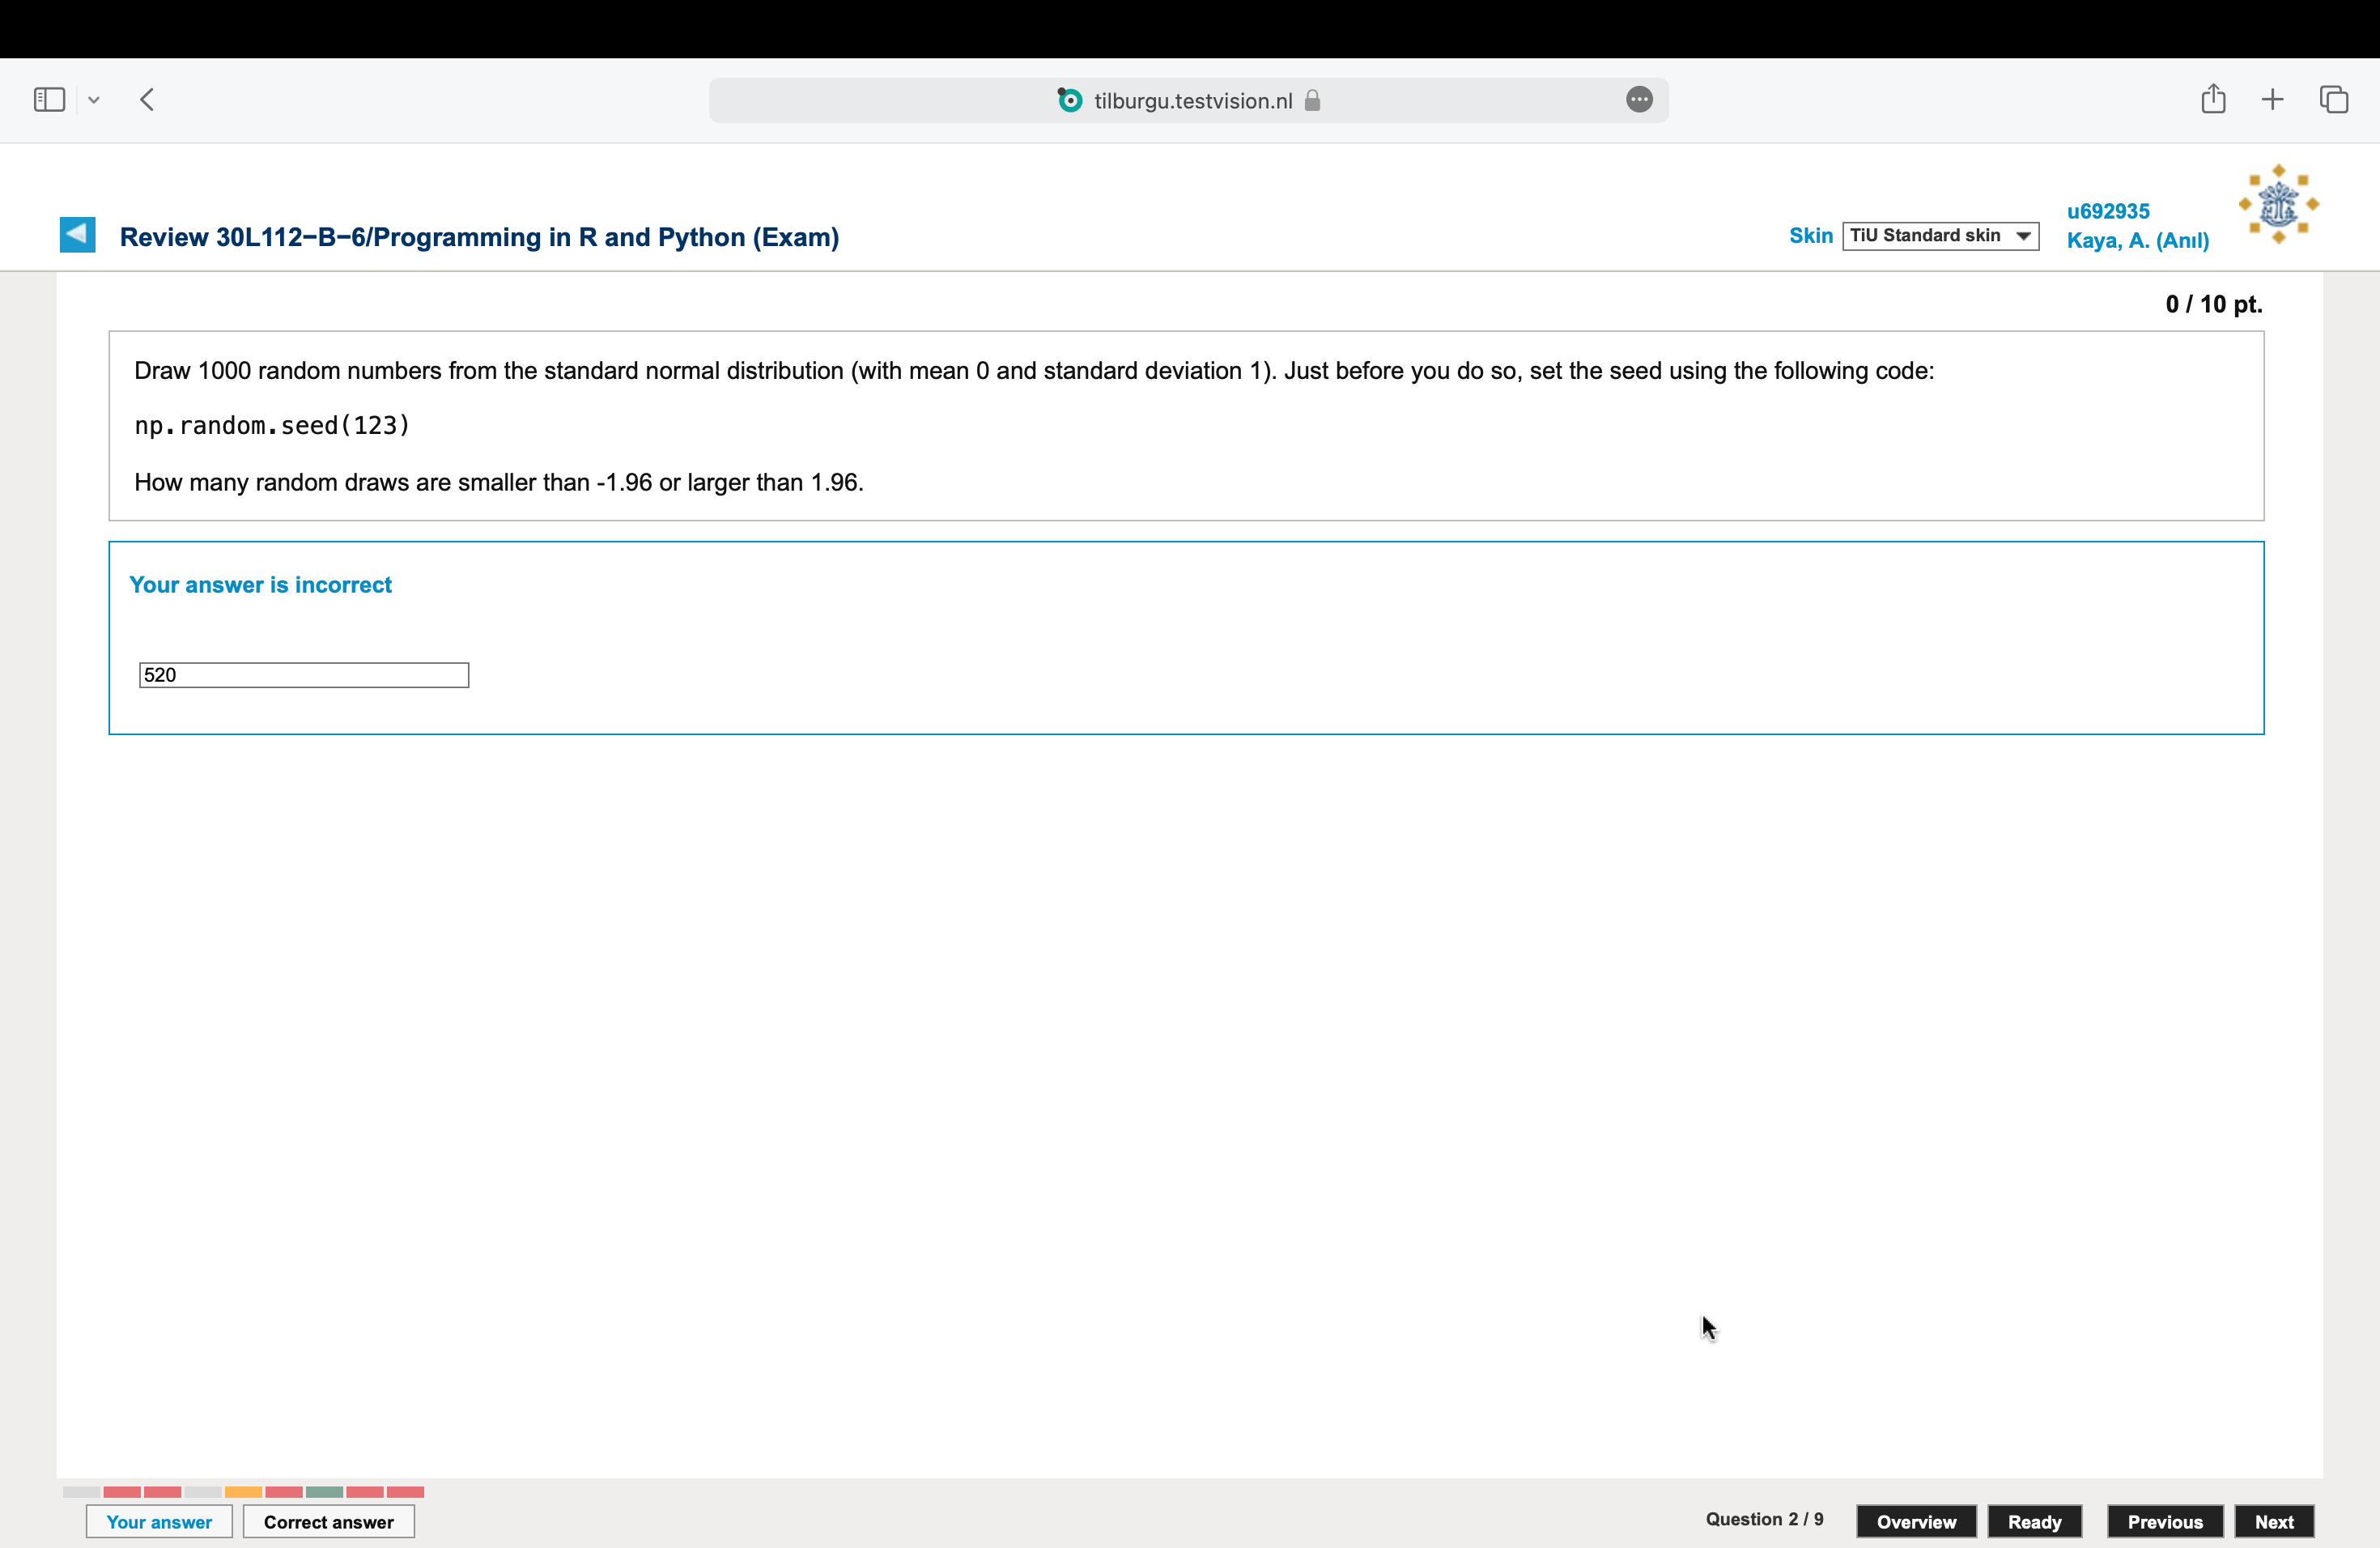 tilburgu.testvision.nl
Review 30L112-B-6/Programming in R and Python (Exam)
Skin
TiU Standard skin
u692935
Kaya, A. (Anıl)
0 / 10 pt.
Draw 1000 random numbers from the standard normal distribution (with mean 0 and standard deviation 1). Just before you do so, set the seed using the following code:
np.random.seed(123)
How many random draws are smaller than -1.96 or larger than 1.96.
Your answer is incorrect
520
Your answer
Correct answer
Question 2 / 9
Overview
Ready
Previous
Next